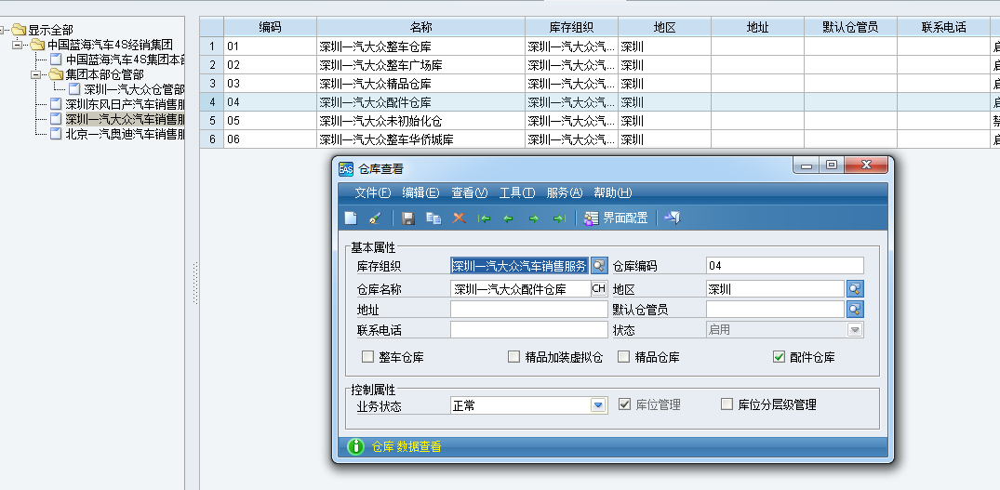 显示全部
中国蓝海汽车4S经销集团
中国蓝海汽车4S集团本部
集团本部仓管部
深圳一汽大众仓管部
深圳东风日产汽车销售服
深圳一汽大众汽车销售服
北京一汽奥迪汽车销售服
编码 名称 库存组织 地区 地址 默认仓管员 联系电话
1 01 深圳一汽大众整车仓库 深圳一汽大众汽... 深圳
2 02 深圳一汽大众整车广场库 深圳一汽大众汽... 深圳
3 03 深圳一汽大众精品仓库 深圳一汽大众汽... 深圳
4 04 深圳一汽大众配件仓库 深圳一汽大众汽... 深圳
5 05 深圳一汽大众未初始化仓 深圳一汽大众汽... 深圳
6 06 深圳一汽大众整车华侨城库 深圳一汽大众汽... 深圳
EAS 仓库查看
文件(F) 编辑(E) 查看(V) 工具(T) 服务(A) 帮助(H)
界面配置
基本属性
库存组织 深圳一汽大众汽车销售服务 仓库编码 04
仓库名称 深圳一汽大众配件仓库 CH 地区 深圳
地址 默认仓管员
联系电话 状态 启用
整车仓库 精品加装虚拟仓 精品仓库 配件仓库
控制属性
业务状态 正常 库位管理 库位分层级管理
仓库 数据查看